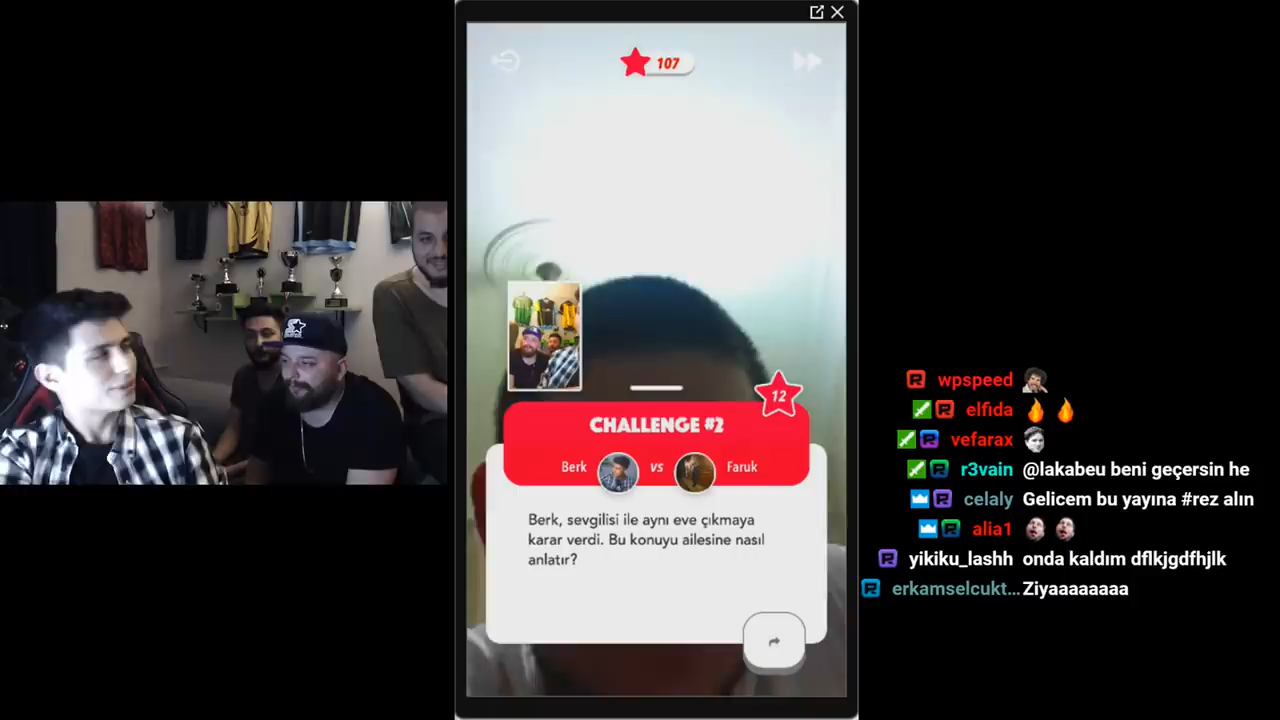 107
12
CHALLENGE #2
Berk vs Faruk
Berk, sevgilisi ile aynı eve çıkmaya
karar verdi. Bu konuyu ailesine nasıl
anlatır?
wpspeed
elfida
vefarax
r3vain @lakabeu beni geçersin he
celaly Gelicem bu yayına #rez alın
alia1
yikiku_lashh onda kaldım dflkjgdfhjlk
erkamselcukt... Ziyaaaaaaaa